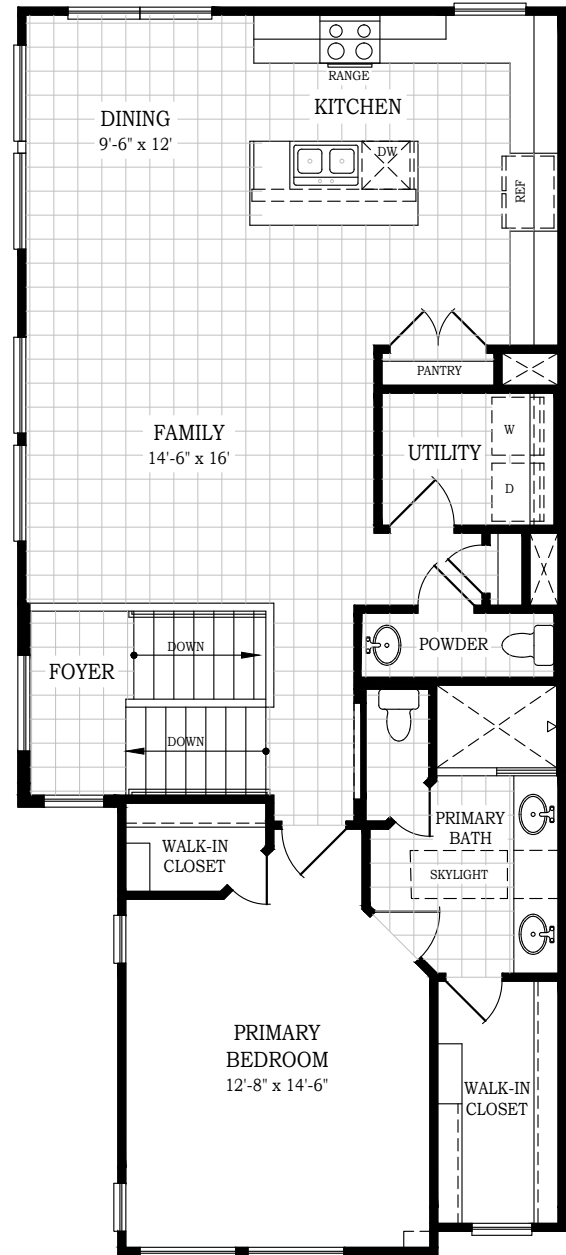 RANGE
KITCHEN
DINING
9'-6" x 12'
DW
REF
PANTRY
FAMILY
14'-6" x 16'
UTILITY
W
D
POWDER
FOYER
DOWN
DOWN
PRIMARY
BATH
SKYLIGHT
WALK-IN
CLOSET
PRIMARY
BEDROOM
12'-8" x 14'-6"
WALK-IN
CLOSET